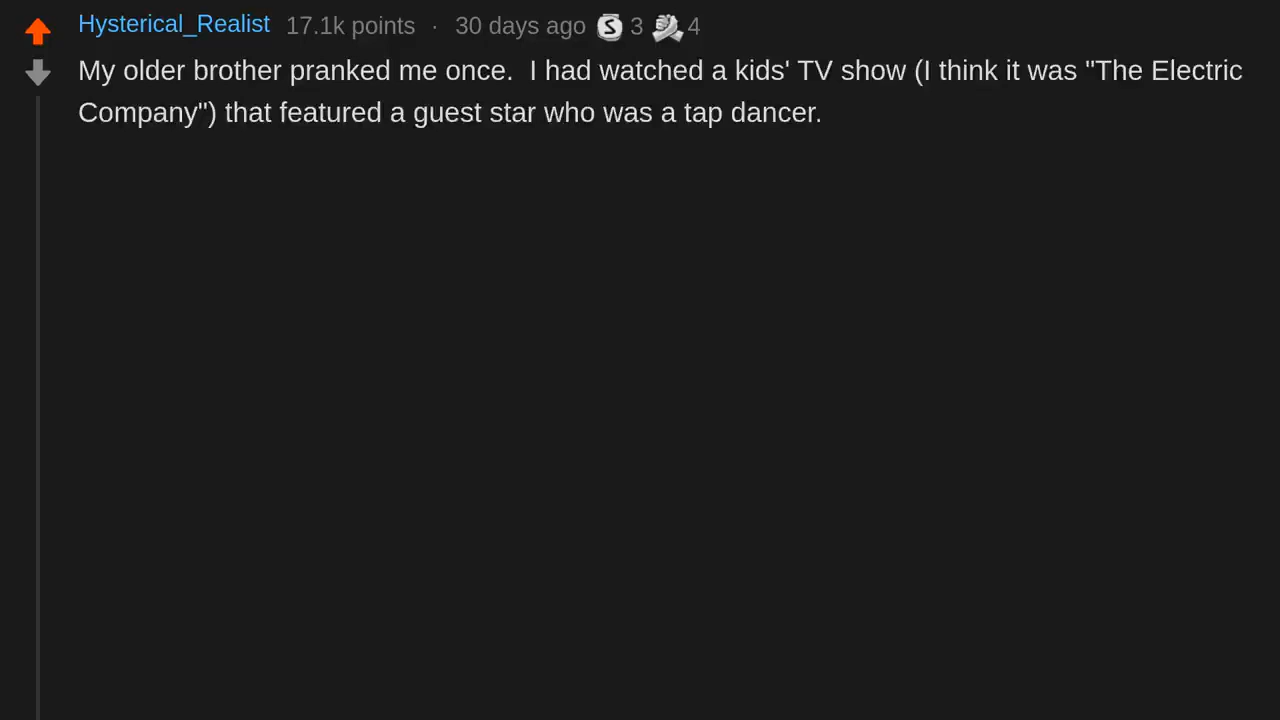 Hysterical_Realist 17.1k points · 30 days ago S 3 4
My older brother pranked me once.  I had watched a kids' TV show (I think it was "The Electric
Company") that featured a guest star who was a tap dancer.